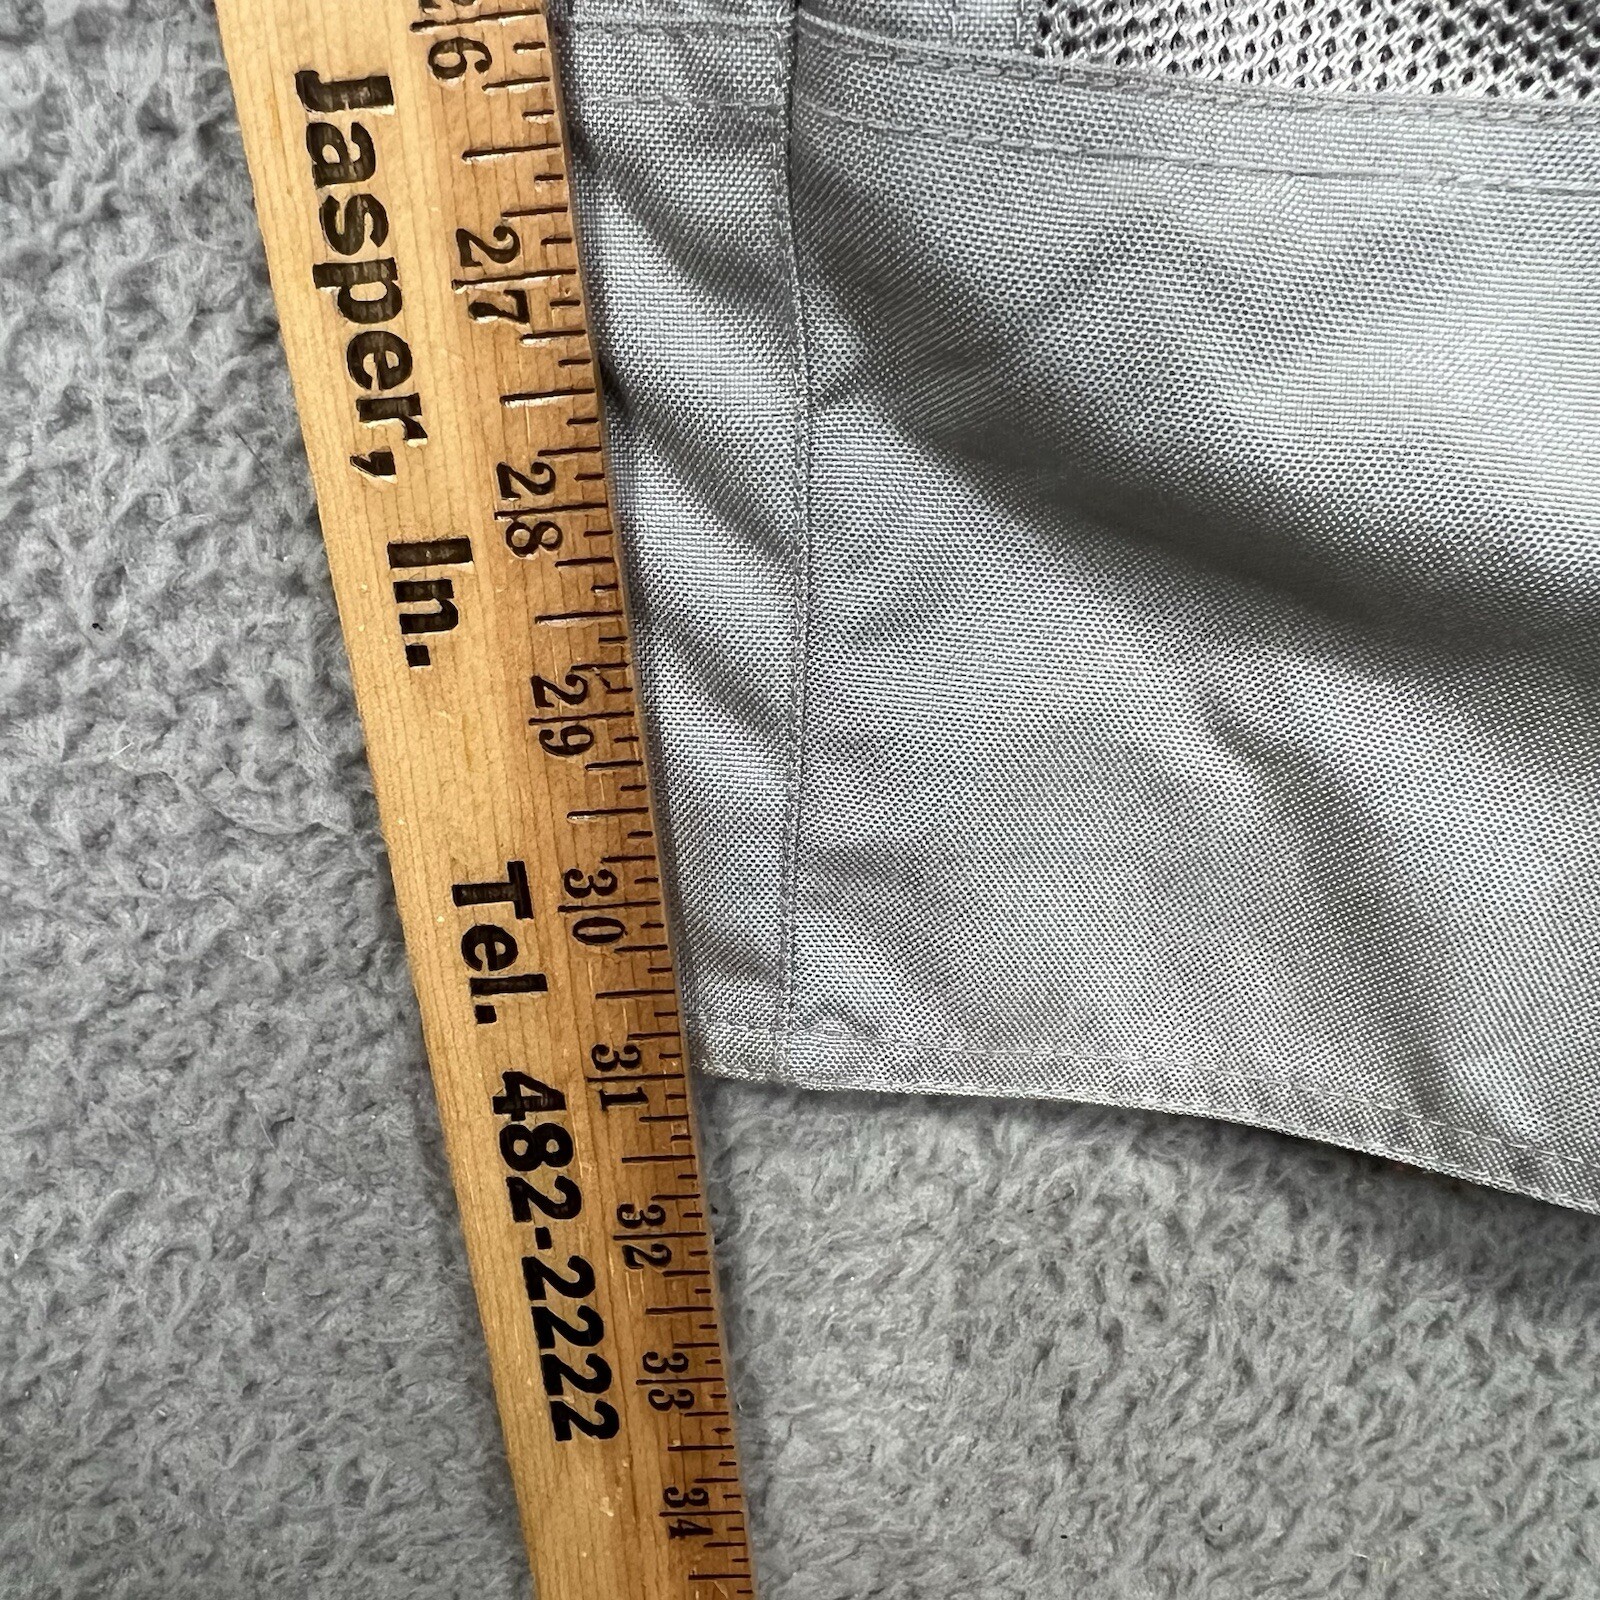 Jasper, In. Tel. 482-2222
26 27 28 29 30 31 32 33 34